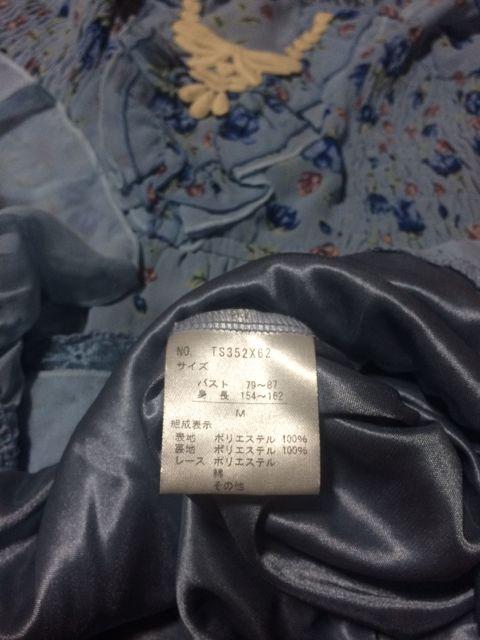 NO. TS352X62
サイズ
バスト 79～87
身長 154～162
M
組成表示
表地 ポリエステル 100%
裏地 ポリエステル 100%
レース ポリエステル
綿
その他